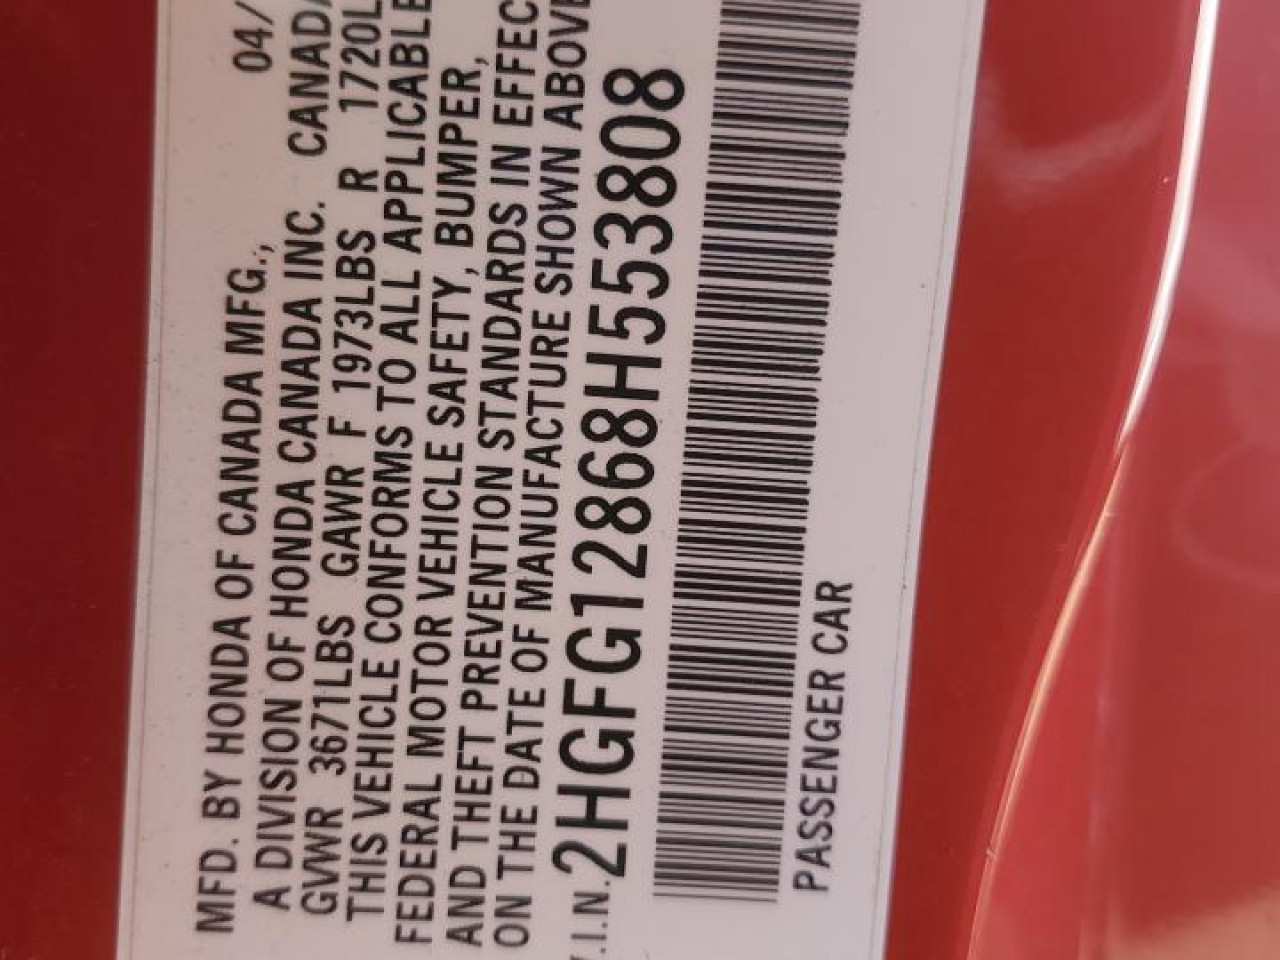 MFD. BY HONDA OF CANADA MFG., 04/
A DIVISION OF HONDA CANADA INC. CANADA
GVWR 3671LBS GAWR F 1973LBS R 1720L
THIS VEHICLE CONFORMS TO ALL APPLICABLE
FEDERAL MOTOR VEHICLE SAFETY, BUMPER,
AND THEFT PREVENTION STANDARDS IN EFFEC
ON THE DATE OF MANUFACTURE SHOWN ABOVE
V.I.N. 2HGFG12868H553808
PASSENGER CAR